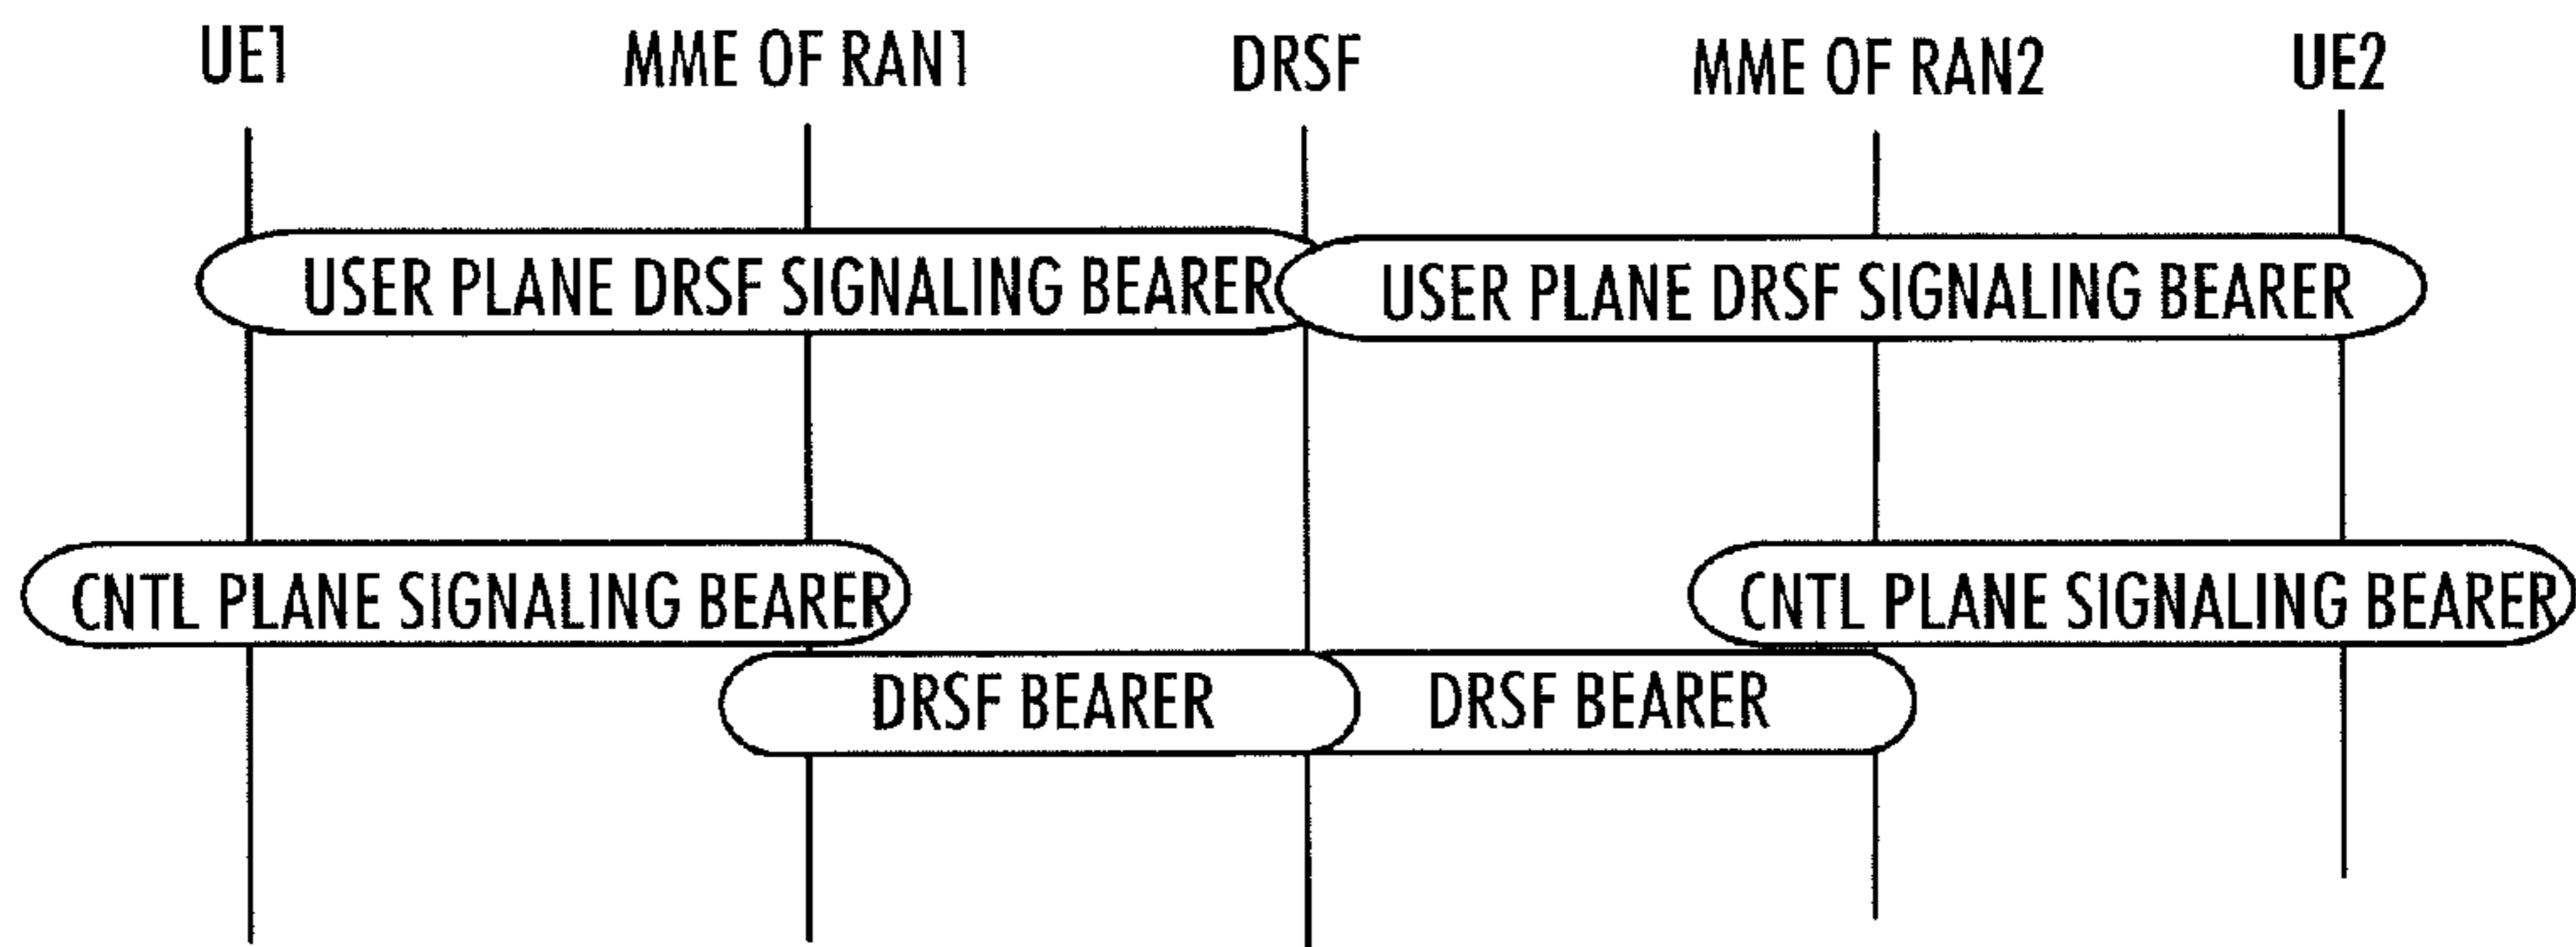 UE1
MME OF RAN1
DRSF
MME OF RAN2
UE2
USER PLANE DRSF SIGNALING BEARER
USER PLANE DRSF SIGNALING BEARER
CNTL PLANE SIGNALING BEARER
CNTL PLANE SIGNALING BEARER
DRSF BEARER
DRSF BEARER